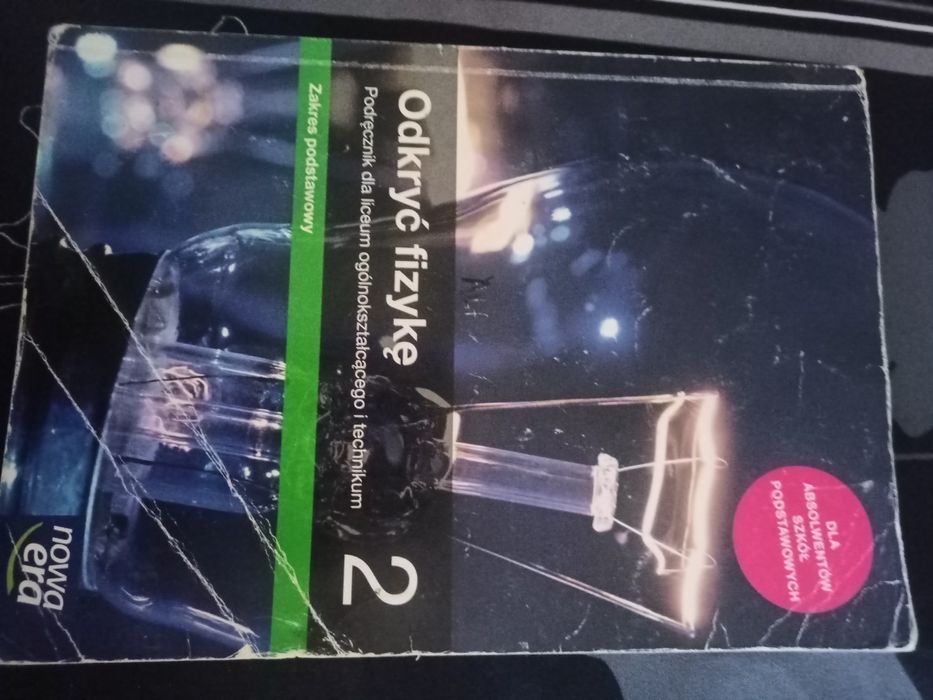 DLA
ABSOLWENTÓW
SZKÓŁ
PODSTAWOWYCH
Odkryć fizykę
Podręcznik dla liceum ogólnokształcącego i technikum
2
Zakres podstawowy
nowa
era